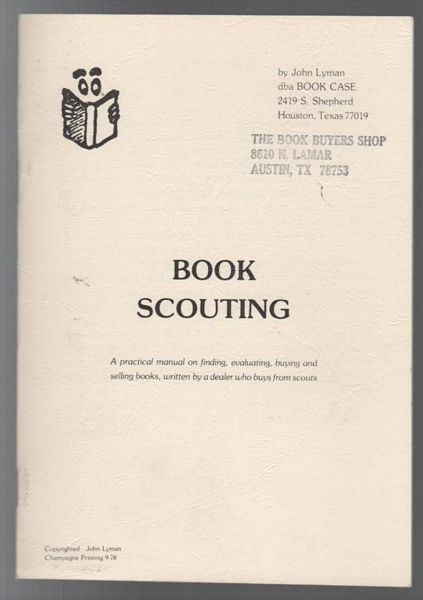 by John Lyman
dba BOOK CASE
2419 S. Shepherd
Houston, Texas 77019
THE BOOK BUYERS SHOP
8610 N. LAMAR
AUSTIN, TX 78753
BOOK
SCOUTING
A practical manual on finding, evaluating, buying and
selling books, written by a dealer who buys from scouts
Copyrighted - John Lyman
Champagne Printing 9-78